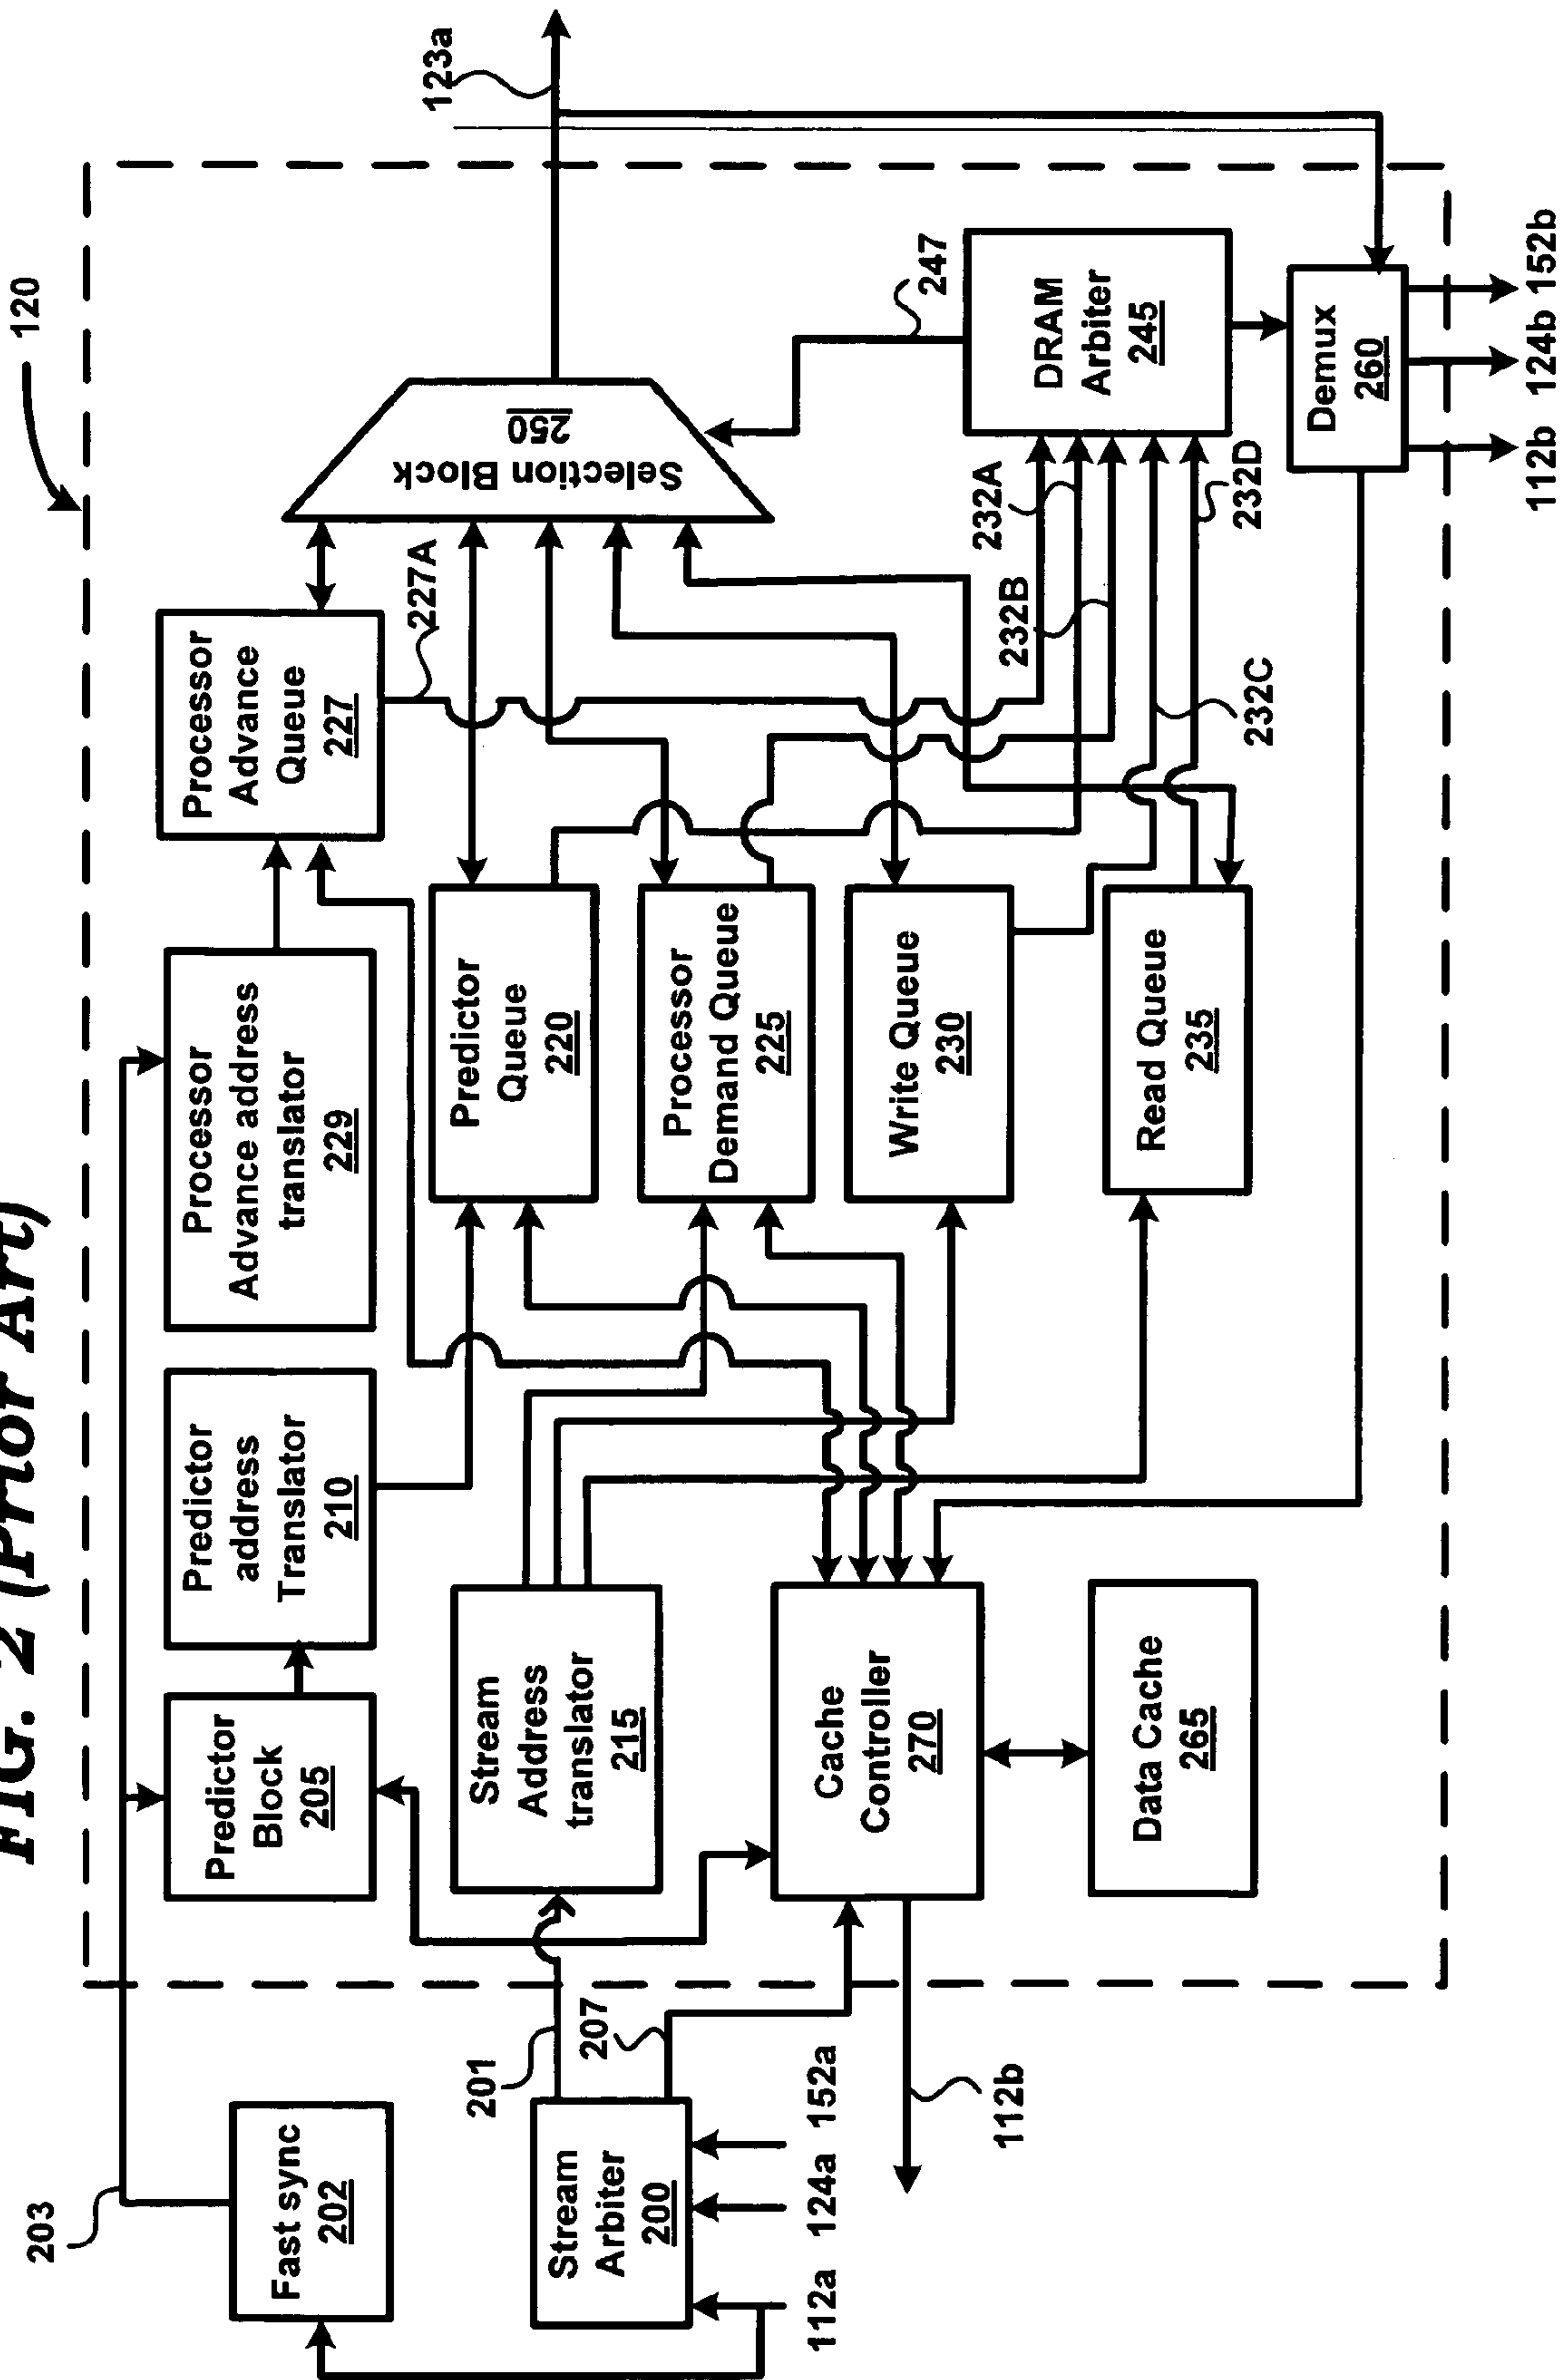 FIG. 2 (Prior Art)
120
203
Fast sync
202
Predictor
Block
205
Predictor
address
Translator
210
Processor
Advance address
translator
229
Processor
Advance
Queue
227
227A
Selection Block
250
123a
201
207
Stream
Arbiter
200
112a
124a
152a
Stream
Address
translator
215
Predictor
Queue
220
Processor
Demand Queue
225
Write Queue
230
Read Queue
235
Cache
Controller
270
Data Cache
265
112b
232A
232B
232C
232D
247
DRAM
Arbiter
245
Demux
260
112b
124b
152b